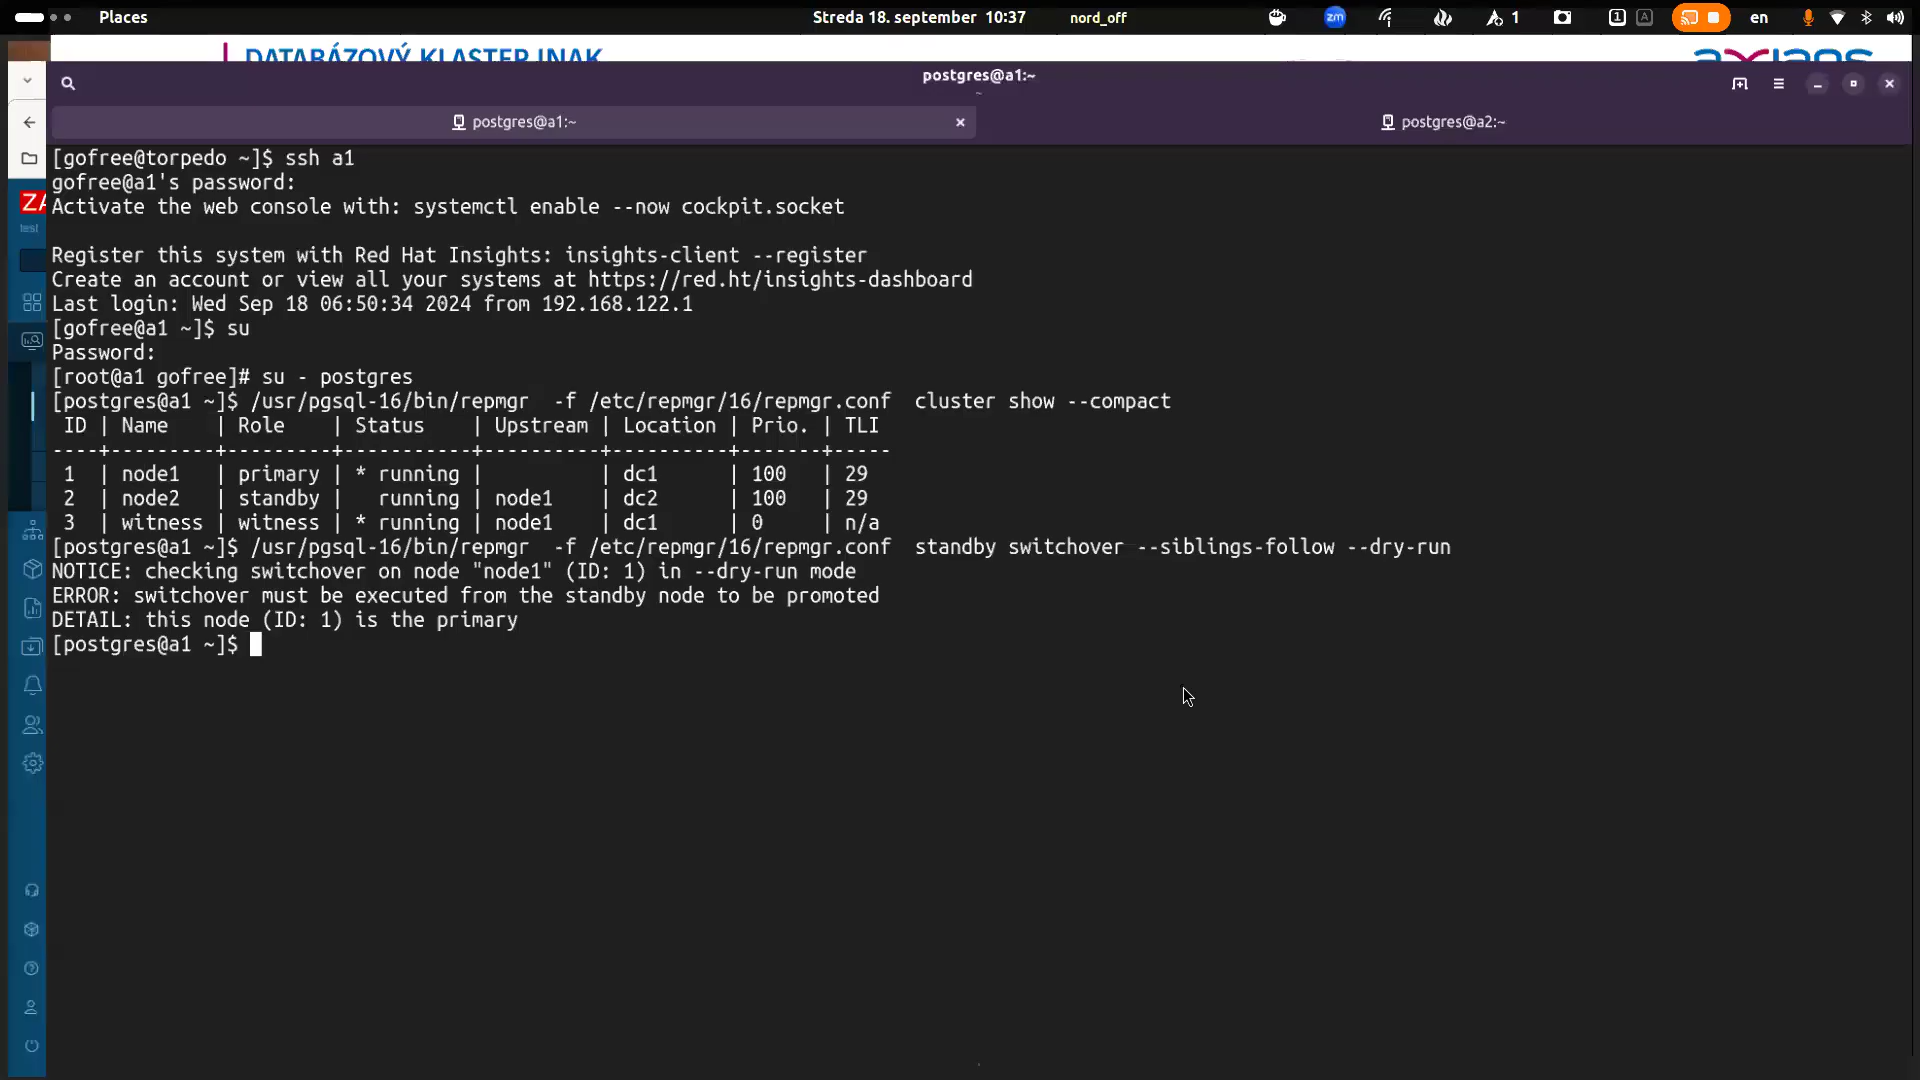 Places
Streda 18. september 10:37
nord_off
zm
1
1
A
en
DATABÁZOVÝ KLASTER INAK
axians
postgres@a1:~
~
postgres@a1:~
postgres@a2:~
ZA
test
[gofree@torpedo ~]$ ssh a1
gofree@a1's password:
Activate the web console with: systemctl enable --now cockpit.socket
Register this system with Red Hat Insights: insights-client --register
Create an account or view all your systems at https://red.ht/insights-dashboard
Last login: Wed Sep 18 06:50:34 2024 from 192.168.122.1
[gofree@a1 ~]$ su
Password:
[root@a1 gofree]# su - postgres
[postgres@a1 ~]$ /usr/pgsql-16/bin/repmgr  -f /etc/repmgr/16/repmgr.conf  cluster show --compact
 ID | Name    | Role    | Status    | Upstream | Location | Prio. | TLI
----+---------+---------+-----------+----------+----------+-------+-----
 1  | node1   | primary | * running |          | dc1      | 100   | 29
 2  | node2   | standby |   running | node1    | dc2      | 100   | 29
 3  | witness | witness | * running | node1    | dc1      | 0     | n/a
[postgres@a1 ~]$ /usr/pgsql-16/bin/repmgr  -f /etc/repmgr/16/repmgr.conf  standby switchover --siblings-follow --dry-run
NOTICE: checking switchover on node "node1" (ID: 1) in --dry-run mode
ERROR: switchover must be executed from the standby node to be promoted
DETAIL: this node (ID: 1) is the primary
[postgres@a1 ~]$